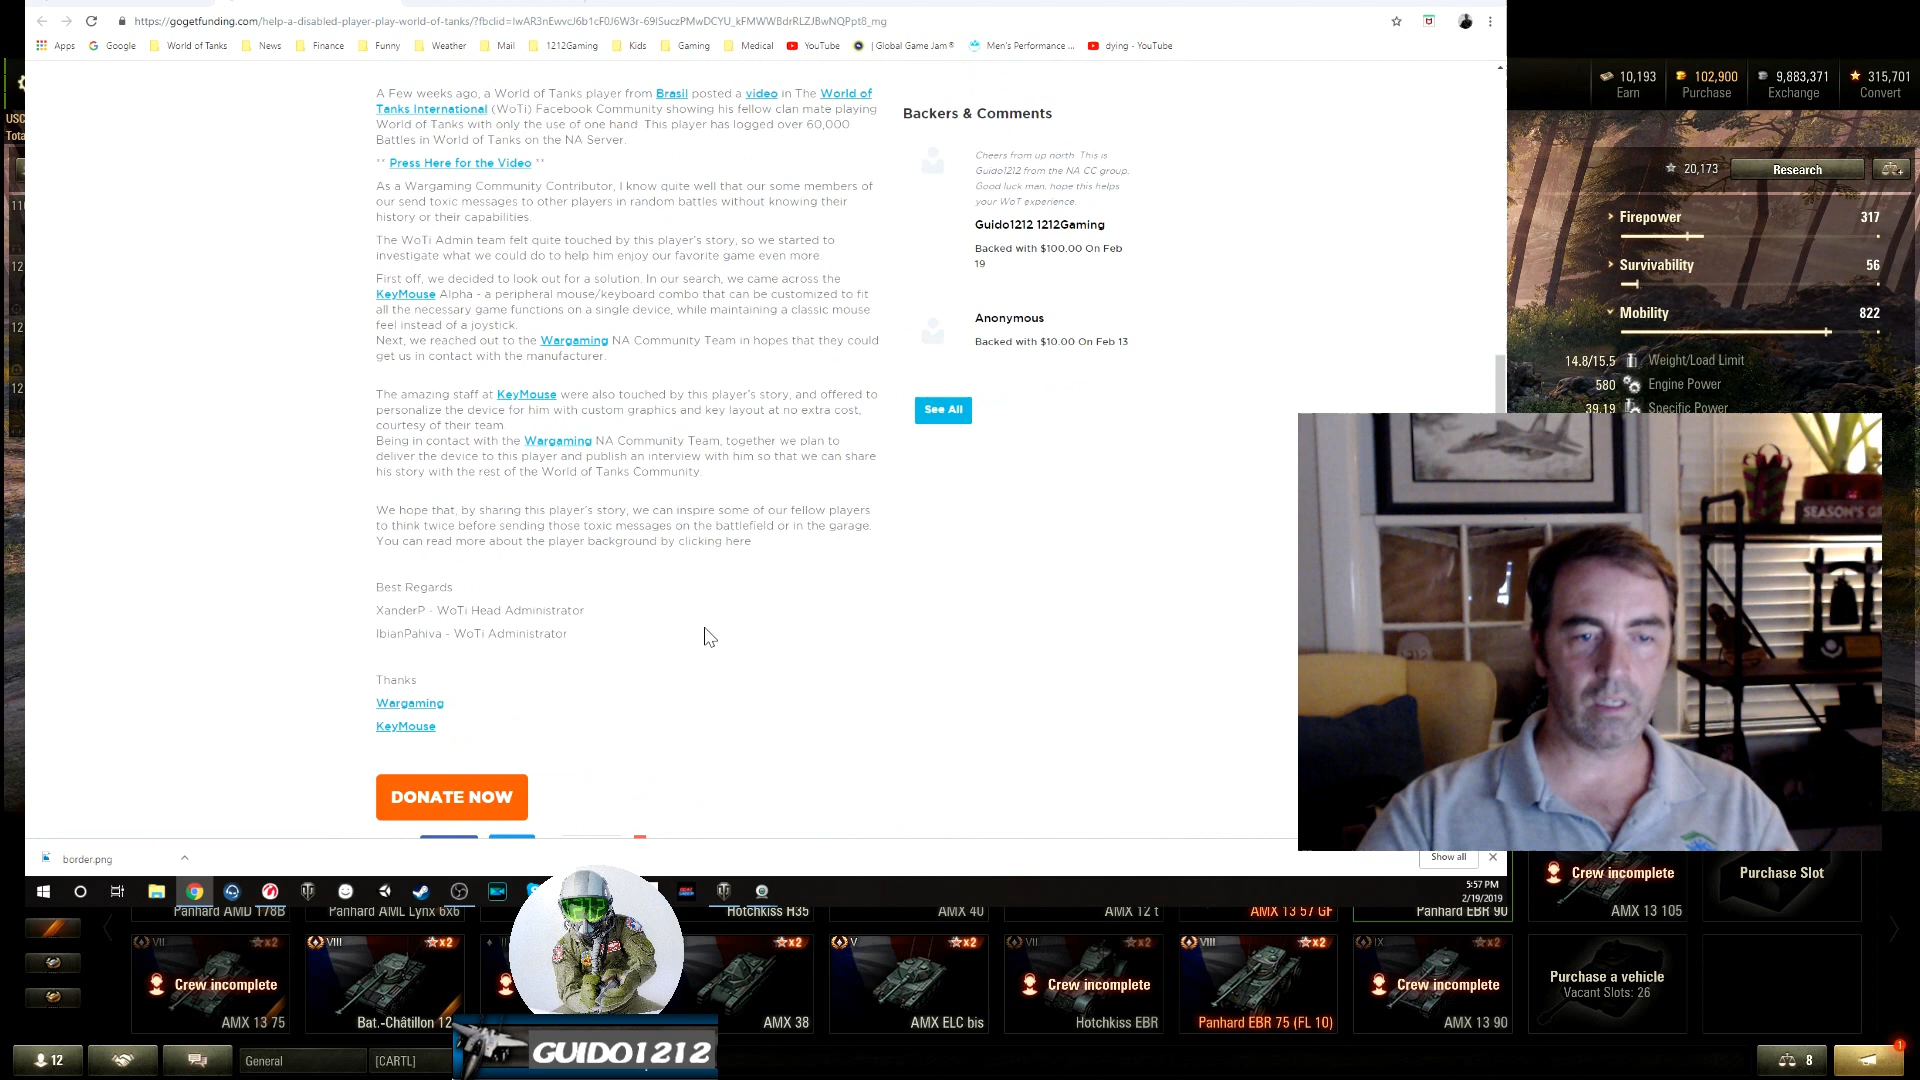 https://gogetfunding.com/help-a-disabled-player-play-world-of-tanks/?fbclid=IwAR3nEwvcJ6b1cF0J6W3r-69ISuczPMwDCYU_kFMWWBdrRLZJBwNQPpt8_mg
Apps Google World of Tanks News Finance Funny Weather Mail 1212Gaming Kids Gaming Medical YouTube | Global Game Jam® Men's Performance ... dying - YouTube
10,193 102,900 9,883,371 315,701
Earn Purchase Exchange Convert
A Few weeks ago, a World of Tanks player from Brasil posted a video in The World of
Tanks International (WoTi) Facebook Community showing his fellow clan mate playing
World of Tanks with only the use of one hand. This player has logged over 60,000
Battles in World of Tanks on the NA Server.
** Press Here for the Video **
As a Wargaming Community Contributor, I know quite well that our some members of
our send toxic messages to other players in random battles without knowing their
history or their capabilities.
The WoTi Admin team felt quite touched by this player's story, so we started to
investigate what we could do to help him enjoy our favorite game even more.
First off, we decided to look out for a solution. In our search, we came across the
KeyMouse Alpha - a peripheral mouse/keyboard combo that can be customized to fit
all the necessary game functions on a single device, while maintaining a classic mouse
feel instead of a joystick.
Next, we reached out to the Wargaming NA Community Team in hopes that they could
get us in contact with the manufacturer.
The amazing staff at KeyMouse were also touched by this player's story, and offered to
personalize the device for him with custom graphics and key layout at no extra cost,
courtesy of their team.
Being in contact with the Wargaming NA Community Team, together we plan to
deliver the device to this player and publish an interview with him so that we can share
his story with the rest of the World of Tanks Community.
We hope that, by sharing this player's story, we can inspire some of our fellow players
to think twice before sending those toxic messages on the battlefield or in the garage.
You can read more about the player background by clicking here
Best Regards
XanderP - WoTi Head Administrator
IbianPahiva - WoTi Administrator
Thanks
Wargaming
KeyMouse
DONATE NOW
Backers & Comments
Cheers from up north. This is
Guido1212 from the NA CC group.
Good luck man, hope this helps
your WoT experience.
Guido1212 1212Gaming
Backed with $100.00 On Feb
19
Anonymous
Backed with $10.00 On Feb 13
See All
20,173 Research
Firepower 317
Survivability 56
Mobility 822
14.8/15.5 Weight/Load Limit
580 Engine Power
39.19 Specific Power
SEASON'S
border.png
Show all
5:57 PM
2/19/2019
Crew incomplete
Purchase Slot
Panhard AMD 178B Panhard AML Lynx 6x6 Hotchkiss H35 AMX 40 AMX 12 t AMX 13 57 GF Panhard EBR 90 AMX 13 105
VII x2 VIII x2 x2 V x2 VII x2 VIII x2 IX x2
Crew incomplete Crew incomplete Crew incomplete Purchase a vehicle
Vacant Slots: 26
AMX 13 75 Bat.-Châtillon 12 AMX 38 AMX ELC bis Hotchkiss EBR Panhard EBR 75 (FL 10) AMX 13 90
GUIDO1212
12 General [CARTL] 8 1